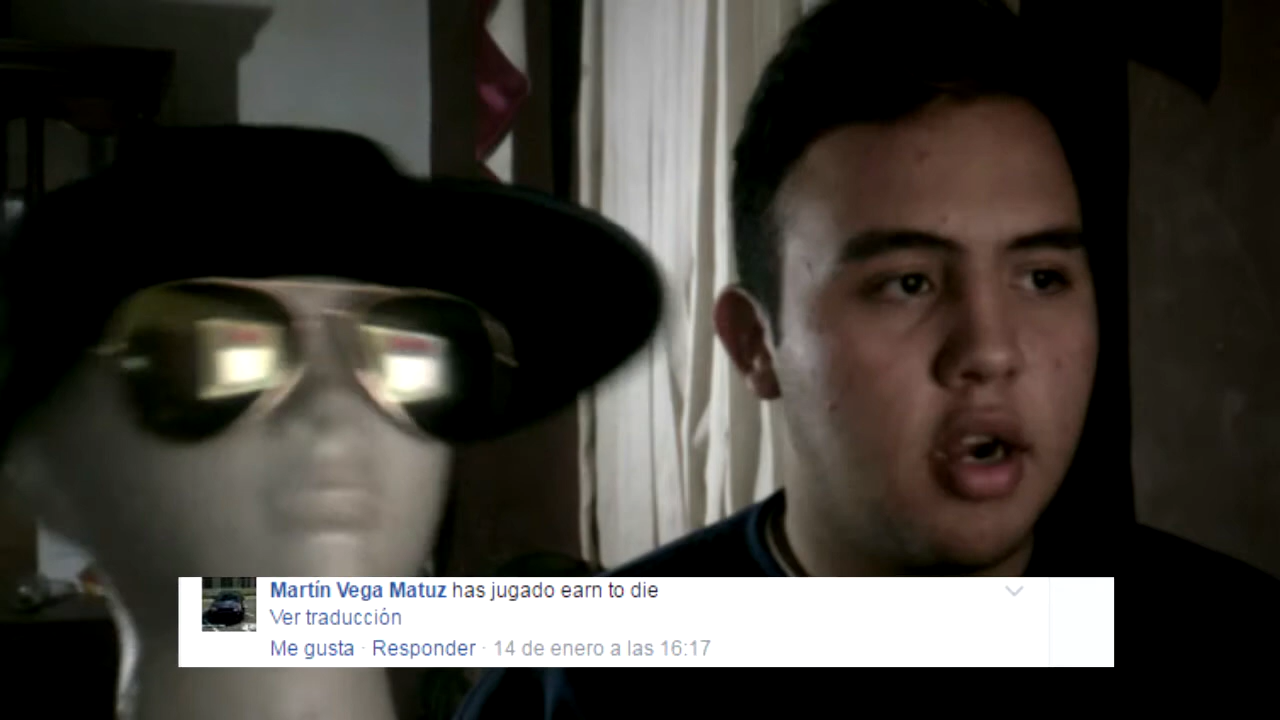 Martín Vega Matuz has jugado earn to die
Ver traducción
Me gusta · Responder · 14 de enero a las 16:17